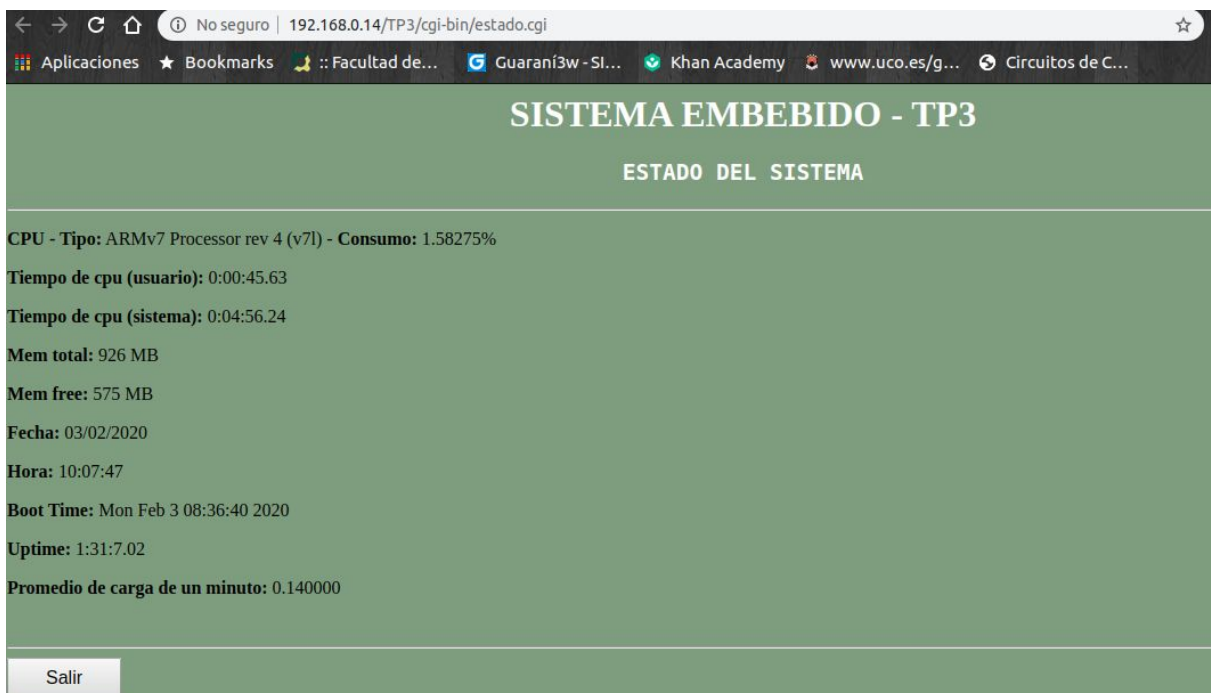 No seguro | 192.168.0.14/TP3/cgi-bin/estado.cgi
Aplicaciones Bookmarks :: Facultad de... Guaraní3w - SI... Khan Academy www.uco.es/g... Circuitos de C...
SISTEMA EMBEBIDO - TP3
ESTADO DEL SISTEMA
CPU - Tipo: ARMv7 Processor rev 4 (v7l) - Consumo: 1.58275%
Tiempo de cpu (usuario): 0:00:45.63
Tiempo de cpu (sistema): 0:04:56.24
Mem total: 926 MB
Mem free: 575 MB
Fecha: 03/02/2020
Hora: 10:07:47
Boot Time: Mon Feb 3 08:36:40 2020
Uptime: 1:31:7.02
Promedio de carga de un minuto: 0.140000
Salir